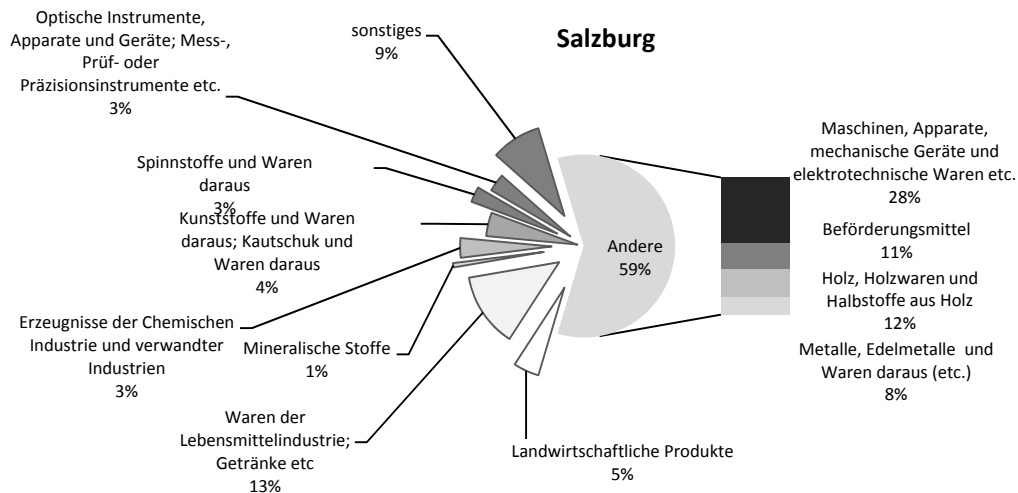 Salzburg
Optische Instrumente,
Apparate und Geräte; Mess-,
Prüf- oder
Präzisionsinstrumente etc.
3%
sonstiges
9%
Spinnstoffe und Waren
daraus
3%
Kunststoffe und Waren
daraus; Kautschuk und
Waren daraus
4%
Erzeugnisse der Chemischen
Industrie und verwandter
Industrien
3%
Mineralische Stoffe
1%
Waren der
Lebensmittelindustrie;
Getränke etc
13%
Landwirtschaftliche Produkte
5%
Andere
59%
Maschinen, Apparate,
mechanische Geräte und
elektrotechnische Waren etc.
28%
Beförderungsmittel
11%
Holz, Holzwaren und
Halbstoffe aus Holz
12%
Metalle, Edelmetalle und
Waren daraus (etc.)
8%